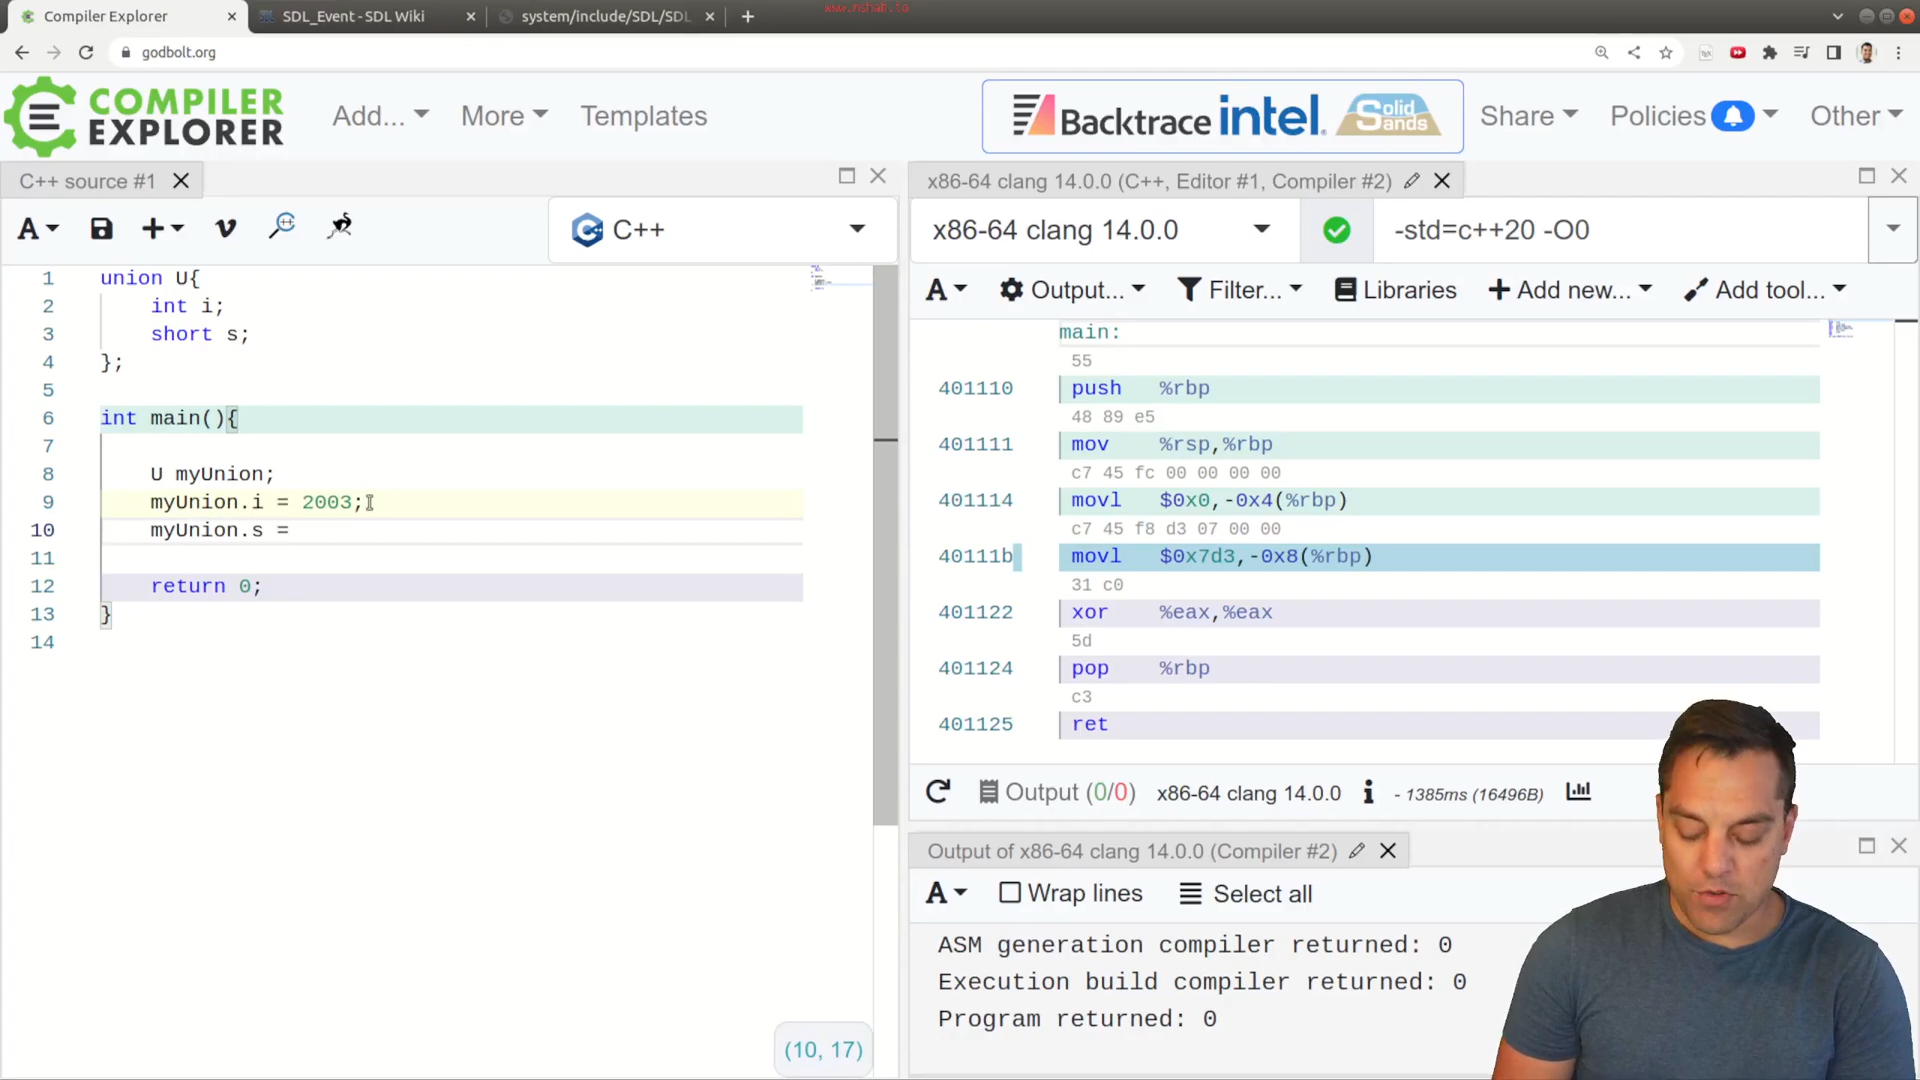 Compiler Explorer
SDL_Event - SDL Wiki
system/include/SDL/SDL
godbolt.org
COMPILER
EXPLORER
Add...
More
Templates
Backtrace
intel.
Solid
Sands
Share
Policies
Other
C++ source #1
x86-64 clang 14.0.0 (C++, Editor #1, Compiler #2)
A
C++
x86-64 clang 14.0.0
-std=c++20 -O0
A
Output...
Filter...
Libraries
+ Add new...
Add tool...
1 union U{
2 int i;
3 short s;
4 };
5
6 int main(){
7
8 U myUnion;
9 myUnion.i = 2003;
10 myUnion.s =
11
12 return 0;
13 }
14
(10, 17)
main:
55
401110 push %rbp
48 89 e5
401111 mov %rsp,%rbp
c7 45 fc 00 00 00 00
401114 movl $0x0,-0x4(%rbp)
c7 45 f8 d3 07 00 00
40111b movl $0x7d3,-0x8(%rbp)
31 c0
401122 xor %eax,%eax
5d
401124 pop %rbp
c3
401125 ret
Output (0/0) x86-64 clang 14.0.0 i - 1385ms (16496B)
Output of x86-64 clang 14.0.0 (Compiler #2)
A
Wrap lines
Select all
ASM generation compiler returned: 0
Execution build compiler returned: 0
Program returned: 0